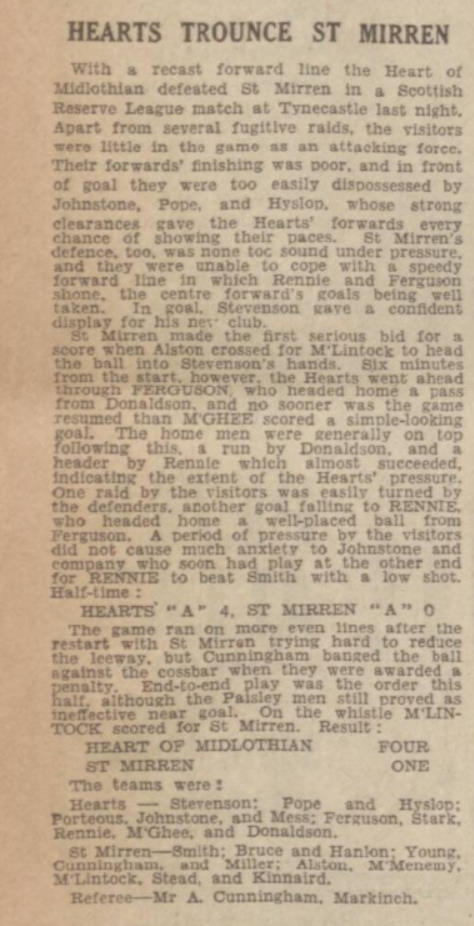 HEARTS TROUNCE ST MIRREN
With a recast forward line the Heart of
Midlothian defeated St Mirren in a Scottish
Reserve League match at Tynecastle last night.
Apart from several fugitive raids, the visitors
were little in the game as an attacking force.
Their forwards' finishing was poor, and in front
of goal they were too easily dispossessed by
Johnstone, Pope, and Hyslop, whose strong
clearances gave the Hearts' forwards every
chance of showing their paces. St Mirren's
defence, too, was none toc sound under pressure,
and they were unable to cope with a speedy
forward line in which Rennie and Ferguson
shone, the centre forward's goals being well
taken. In goal, Stevenson gave a confident
display for his new club.
St Mirren made the first serious bid for a
score when Alston crossed for M'Lintock to head
the ball into Stevenson's hands. Six minutes
from the start, however, the Hearts went ahead
through FERGUSON, who headed home a pass
from Donaldson, and no sooner was the game
resumed than M'GHEE scored a simple-looking
goal. The home men were generally on top
following this, a run by Donaldson, and a
header by Rennie which almost succeeded,
indicating the extent of the Hearts' pressure.
One raid by the visitors was easily turned by
the defenders, another goal falling to RENNIE,
who headed home a well-placed ball from
Ferguson. A period of pressure by the visitors
did not cause much anxiety to Johnstone and
company who soon had play at the other end
for RENNIE to beat Smith with a low shot.
Half-time :
HEARTS "A" 4, ST MIRREN "A" 0
The game ran on more even lines after the
restart with St Mirren trying hard to reduce
the leeway, but Cunningham banged the ball
against the cossbar when they were awarded a
penalty. End-to-end play was the order this
half, although the Paisley men still proved as
ineffective near goal. On the whistle M'LIN-
TOCK scored for St Mirren. Result :
HEART OF MIDLOTHIAN FOUR
ST MIRREN ONE
The teams were :
Hearts — Stevenson; Pope and Hyslop;
Porteous, Johnstone, and Mess; Ferguson, Stark,
Rennie, M'Ghee, and Donaldson.
St Mirren—Smith; Bruce and Hanlon; Young,
Cunningham, and Miller; Alston, M'Menemy,
M'Lintock, Stead, and Kinnaird.
Referee—Mr A. Cunningham, Markinch.